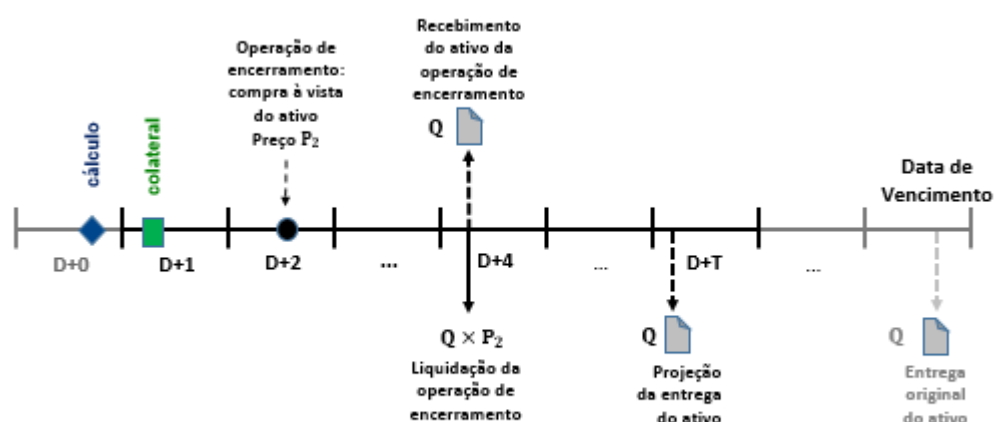 Operação de
encerramento:
compra à vista
do ativo
Preço P₂
Recebimento
do ativo da
operação de
encerramento
Q
cálculo
colateral
Data de
Vencimento
D+0
D+1
D+2
...
D+4
...
D+T
...
Q × P₂
Liquidação da
operação de
encerramento
Q
Projeção
da entrega
do ativo
Q
Entrega
original
do ativo